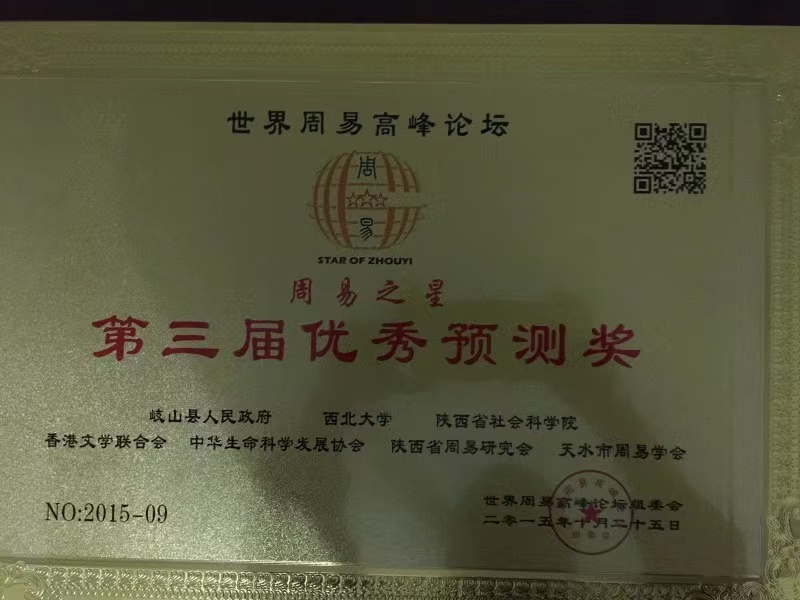 世界周易高峰论坛
周
易
STAR OF ZHOUYI
周易之星
第三届优秀预测奖
岐山县人民政府 西北大学 陕西省社会科学院
香港文学联合会 中华生命科学发展协会 陕西省周易研究会 天水市周易学会
NO:2015-09
世界周易高峰论坛组委会
二零一五年十月二十五日